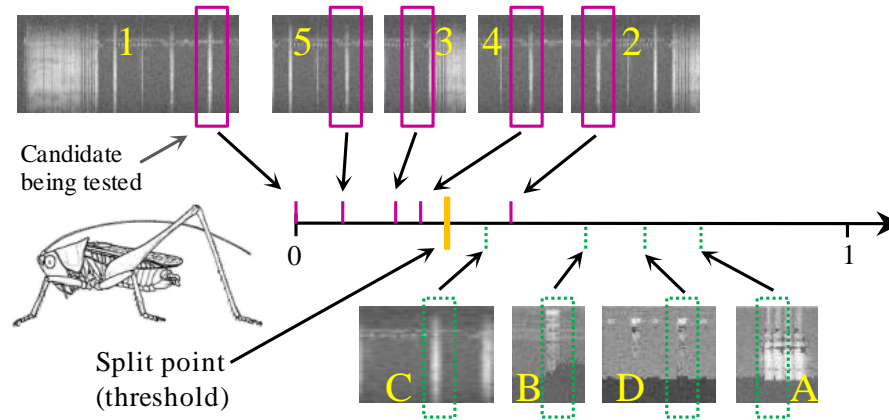 1
5
3
4
2
Candidate
being tested
0
1
Split point
(threshold)
C
B
D
A